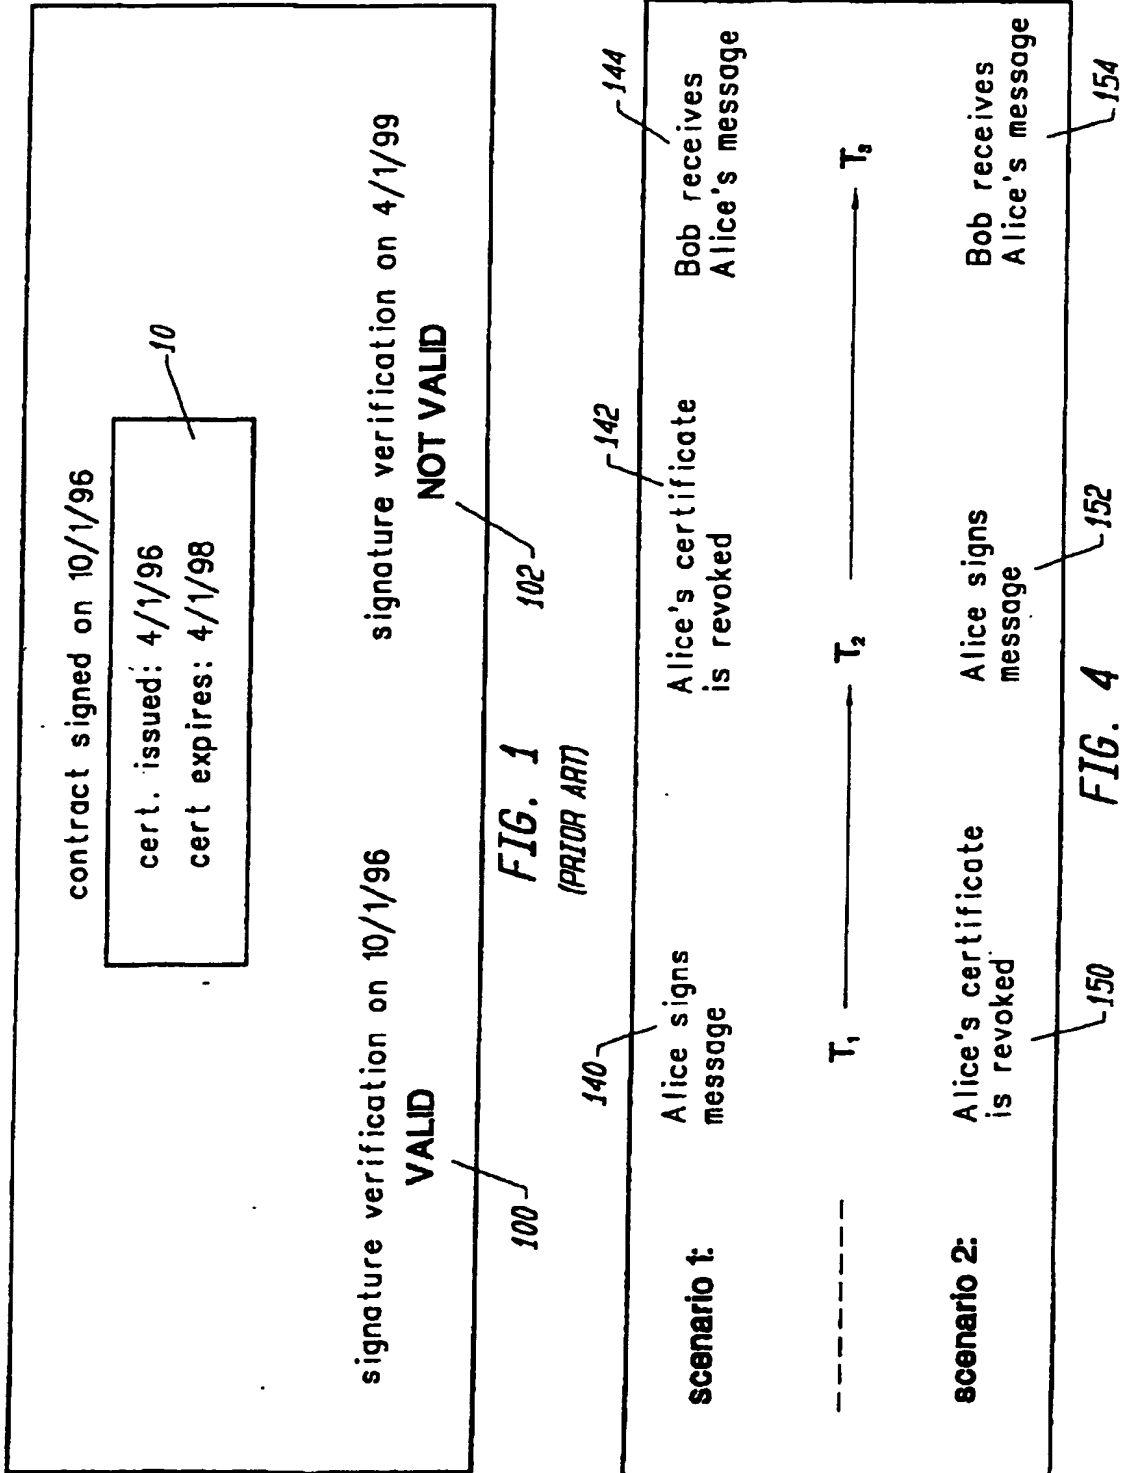 contract signed on 10/1/96
10
cert. issued: 4/1/96
cert expires: 4/1/98
signature verification on 10/1/96
VALID
100
signature verification on 4/1/99
NOT VALID
102
FIG. 1
(PRIOR ART)
140
142
144
scenario 1:
Alice signs
message
Alice's certificate
is revoked
Bob receives
Alice's message
T1
T2
T3
scenario 2:
Alice's certificate
is revoked
Alice signs
message
Bob receives
Alice's message
150
152
154
FIG. 4